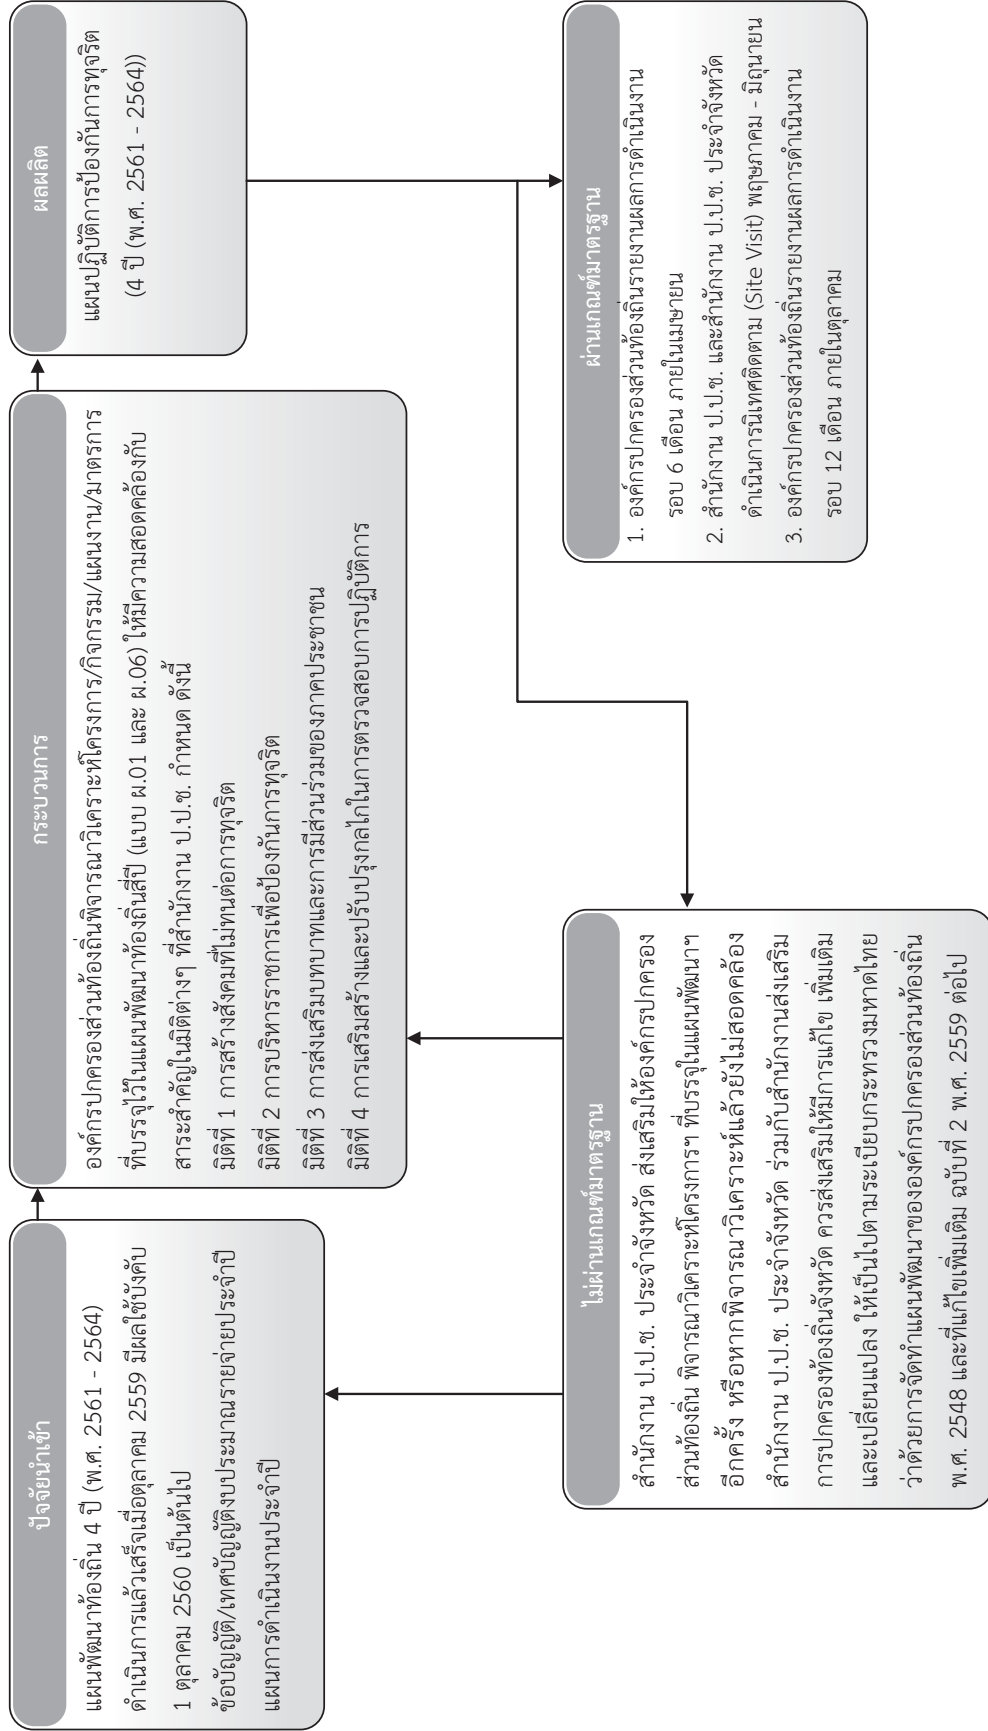 ปัจจัยนำเข้า
แผนพัฒนาท้องถิ่น 4 ปี (พ.ศ. 2561 - 2564)
ดำเนินการแล้วเสร็จเมื่อตุลาคม 2559 มีผลใช้บังคับ
1 ตุลาคม 2560 เป็นต้นไป
ข้อบัญญัติ/เทศบัญญัติงบประมาณรายจ่ายประจำปี
แผนการดำเนินงานประจำปี
กระบวนการ
องค์กรปกครองส่วนท้องถิ่นพิจารณาวิเคราะห์โครงการ/กิจกรรม/แผนงาน/มาตรการ
ที่บรรจุไว้ในแผนพัฒนาท้องถิ่นสี่ปี (แบบ ผ.01 และ ผ.06) ให้มีความสอดคล้องกับ
สาระสำคัญในมิติต่างๆ ที่สำนักงาน ป.ป.ช. กำหนด ดังนี้
มิติที่ 1 การสร้างสังคมที่ไม่ทนต่อการทุจริต
มิติที่ 2 การบริหารราชการเพื่อป้องกันการทุจริต
มิติที่ 3 การส่งเสริมบทบาทและการมีส่วนร่วมของภาคประชาชน
มิติที่ 4 การเสริมสร้างและปรับปรุงกลไกในการตรวจสอบการปฏิบัติการ
ผลผลิต
แผนปฏิบัติการป้องกันการทุจริต
(4 ปี (พ.ศ. 2561 - 2564))
ไม่ผ่านเกณฑ์มาตรฐาน
สำนักงาน ป.ป.ช. ประจำจังหวัด ส่งเสริมให้องค์กรปกครอง
ส่วนท้องถิ่น พิจารณาวิเคราะห์โครงการฯ ที่บรรจุในแผนพัฒนาฯ
อีกครั้ง หรือหากพิจารณาวิเคราะห์แล้วยังไม่สอดคล้อง
สำนักงาน ป.ป.ช. ประจำจังหวัด ร่วมกับสำนักงานส่งเสริม
การปกครองท้องถิ่นจังหวัด ควรส่งเสริมให้มีการแก้ไข เพิ่มเติม
และเปลี่ยนแปลง ให้เป็นไปตามระเบียบกระทรวงมหาดไทย
ว่าด้วยการจัดทำแผนพัฒนาขององค์กรปกครองส่วนท้องถิ่น
พ.ศ. 2548 และที่แก้ไขเพิ่มเติม ฉบับที่ 2 พ.ศ. 2559 ต่อไป
ผ่านเกณฑ์มาตรฐาน
1. องค์กรปกครองส่วนท้องถิ่นรายงานผลการดำเนินงาน
รอบ 6 เดือน ภายในเมษายน
2. สำนักงาน ป.ป.ช. และสำนักงาน ป.ป.ช. ประจำจังหวัด
ดำเนินการนิเทศติดตาม (Site Visit) พฤษภาคม - มิถุนายน
3. องค์กรปกครองส่วนท้องถิ่นรายงานผลการดำเนินงาน
รอบ 12 เดือน ภายในตุลาคม